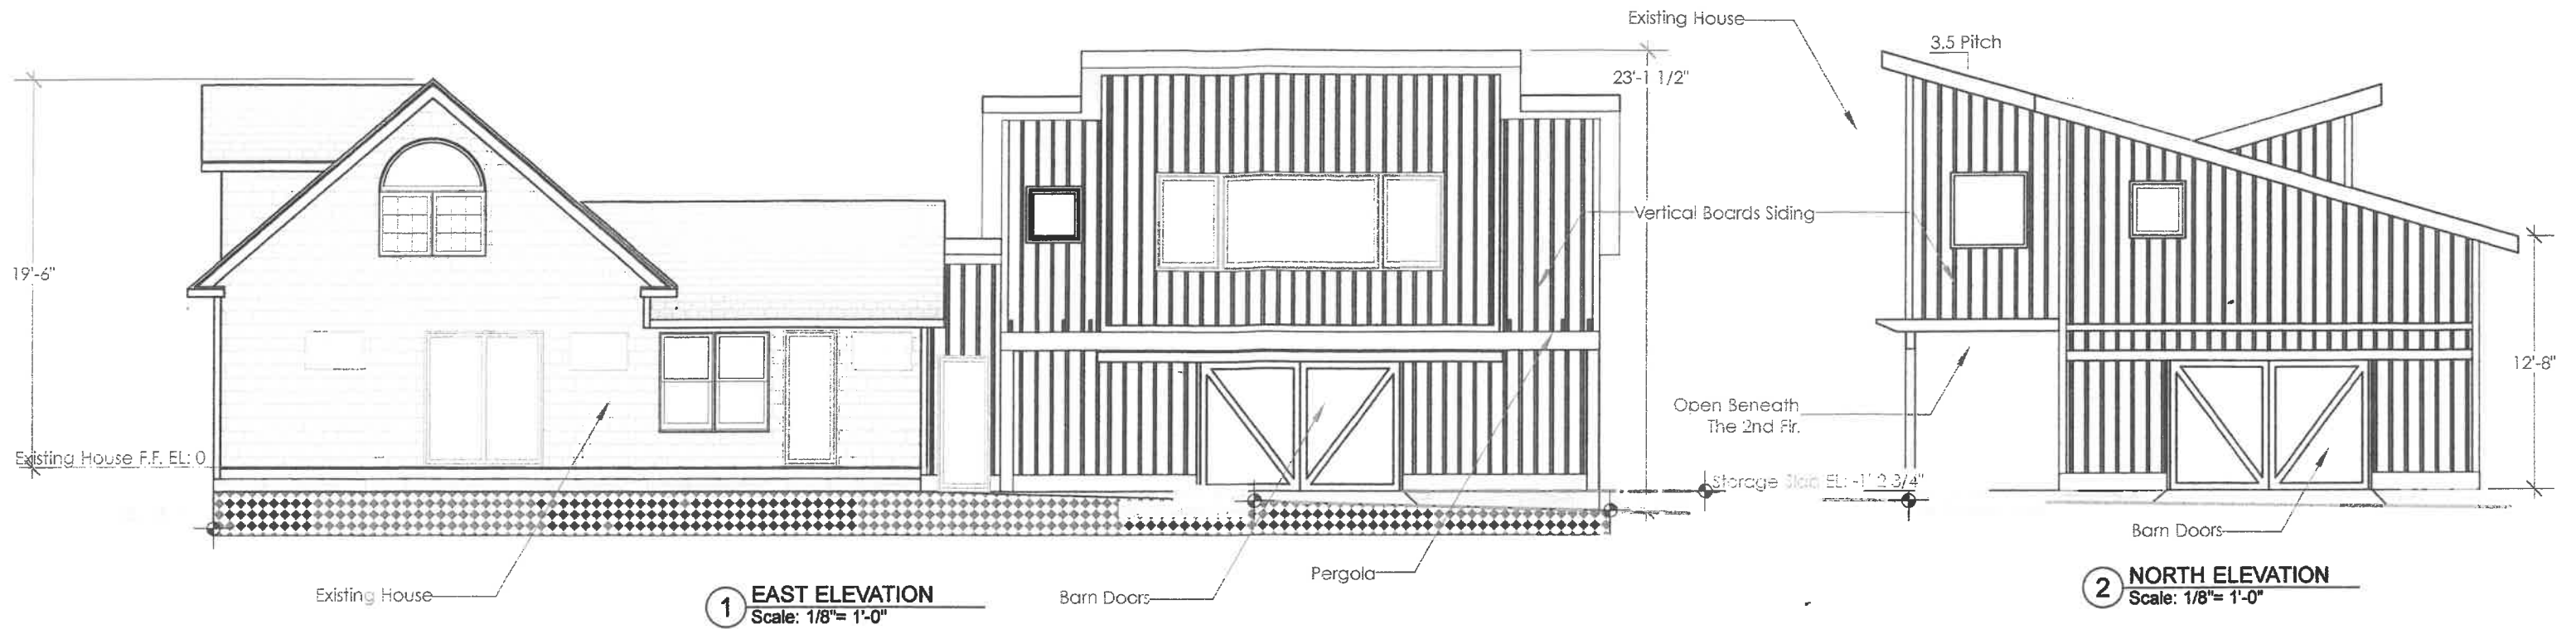 Existing House
3.5 Pitch
23'-1 1/2"
19'-6"
Vertical Boards Siding
12'-8"
Open Beneath
The 2nd Flr.
Existing House F.F. EL: 0
Storage Slab EL: -1' 2 3/4"
Barn Doors
Pergola
Existing House
Barn Doors
1 EAST ELEVATION
Scale: 1/8"= 1'-0"
2 NORTH ELEVATION
Scale: 1/8"= 1'-0"